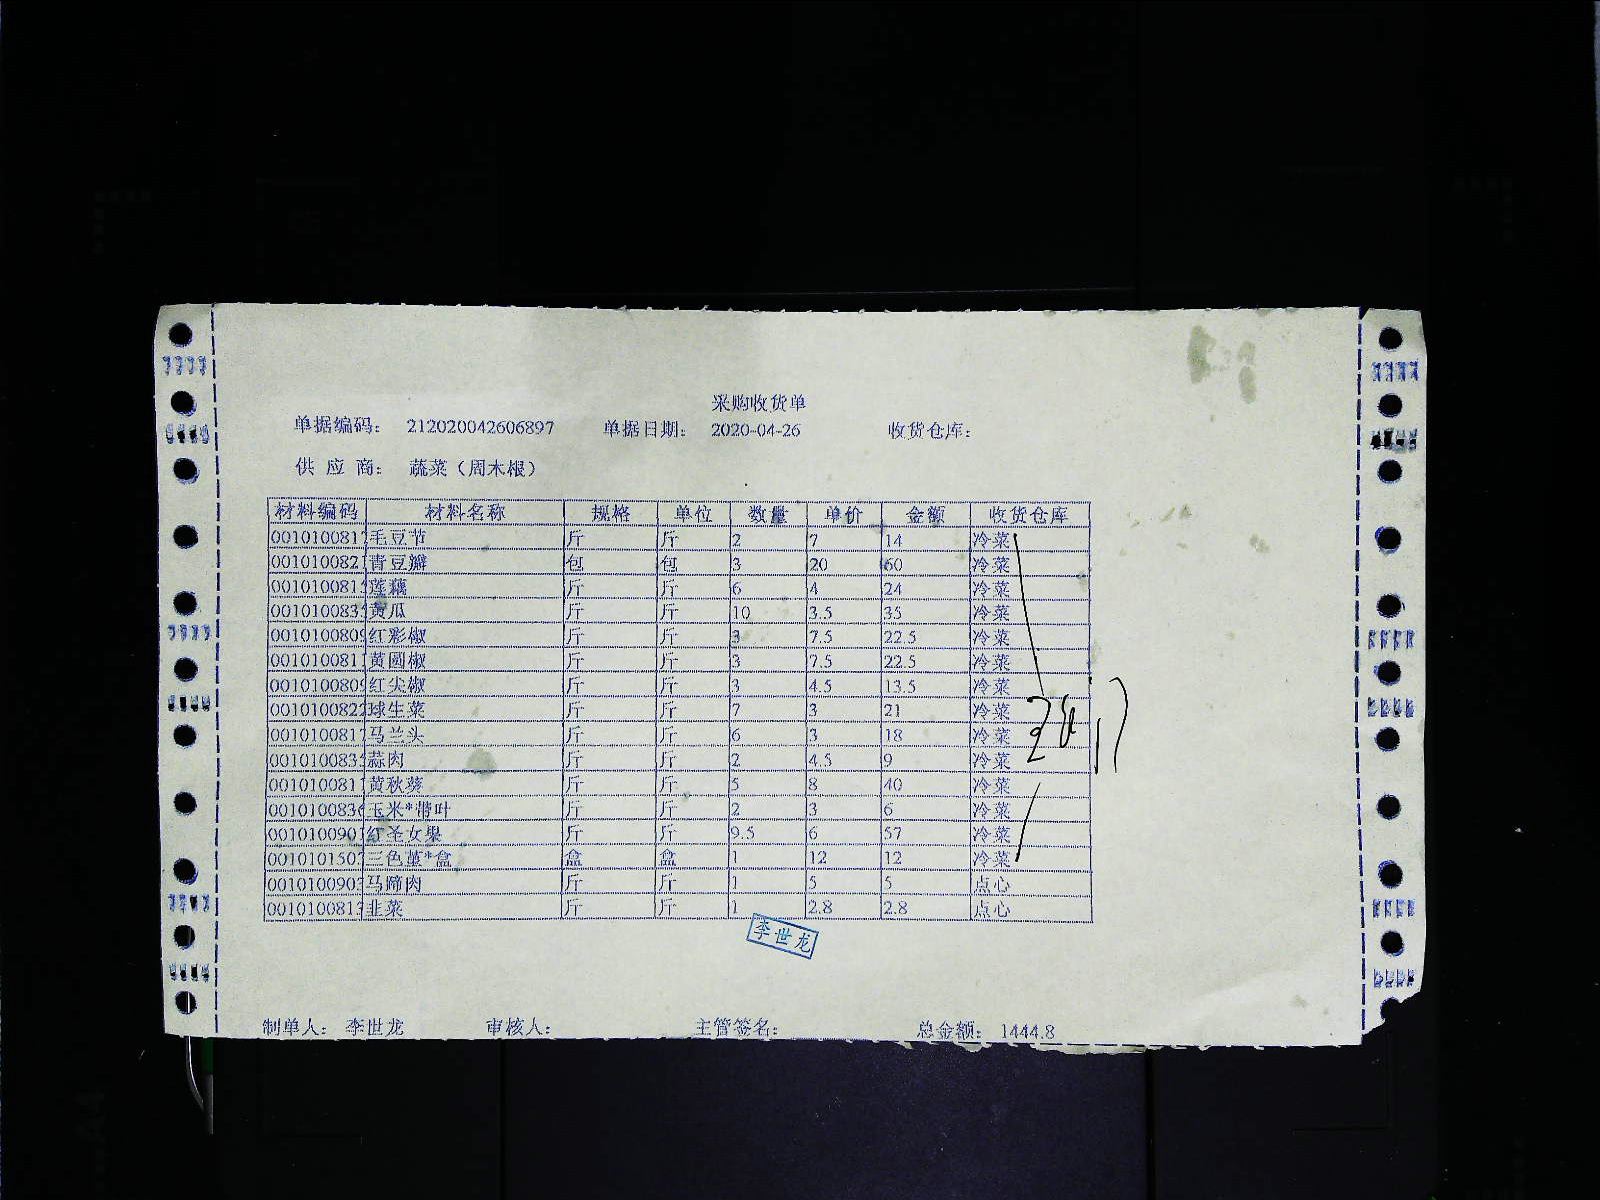 采购收货单
单据编码： 212020042606897 单据日期： 2020-04-26 收货仓库：
供 应 商： 蔬菜（周木根）
材料编码 材料名称 规格 单位 数量 单价 金额 收货仓库
0010100817 毛豆节 斤 斤 2 7 14 冷菜
001010082 青豆瓣 包 包 3 20 60 冷菜
001010081 莲藕 斤 斤 6 4 24 冷菜
001010083 黄瓜 斤 斤 10 3.5 35 冷菜
001010080 红彩椒 斤 斤 3 7.5 22.5 冷菜
001010081 黄圆椒 斤 斤 3 7.5 22.5 冷菜
001010080 红尖椒 斤 斤 3 4.5 13.5 冷菜
001010082 球生菜 斤 斤 7 3 21 冷菜
001010081 马兰头 斤 斤 6 3 18 冷菜
001010083 蒜肉 斤 斤 2 4.5 9 冷菜
001010081 黄秋葵 斤 斤 5 8 40 冷菜
001010083 玉米*带叶 斤 斤 2 3 6 冷菜
001010090 红圣女果 斤 斤 9.5 6 57 冷菜
001010150 三色堇*盒 盒 盒 1 12 12 冷菜
001010090 马蹄肉 斤 斤 1 5 5 点心
001010081 韭菜 斤 斤 1 2.8 2.8 点心
李世龙
制单人： 李世龙 审核人： 主管签名： 总金额： 1444.8